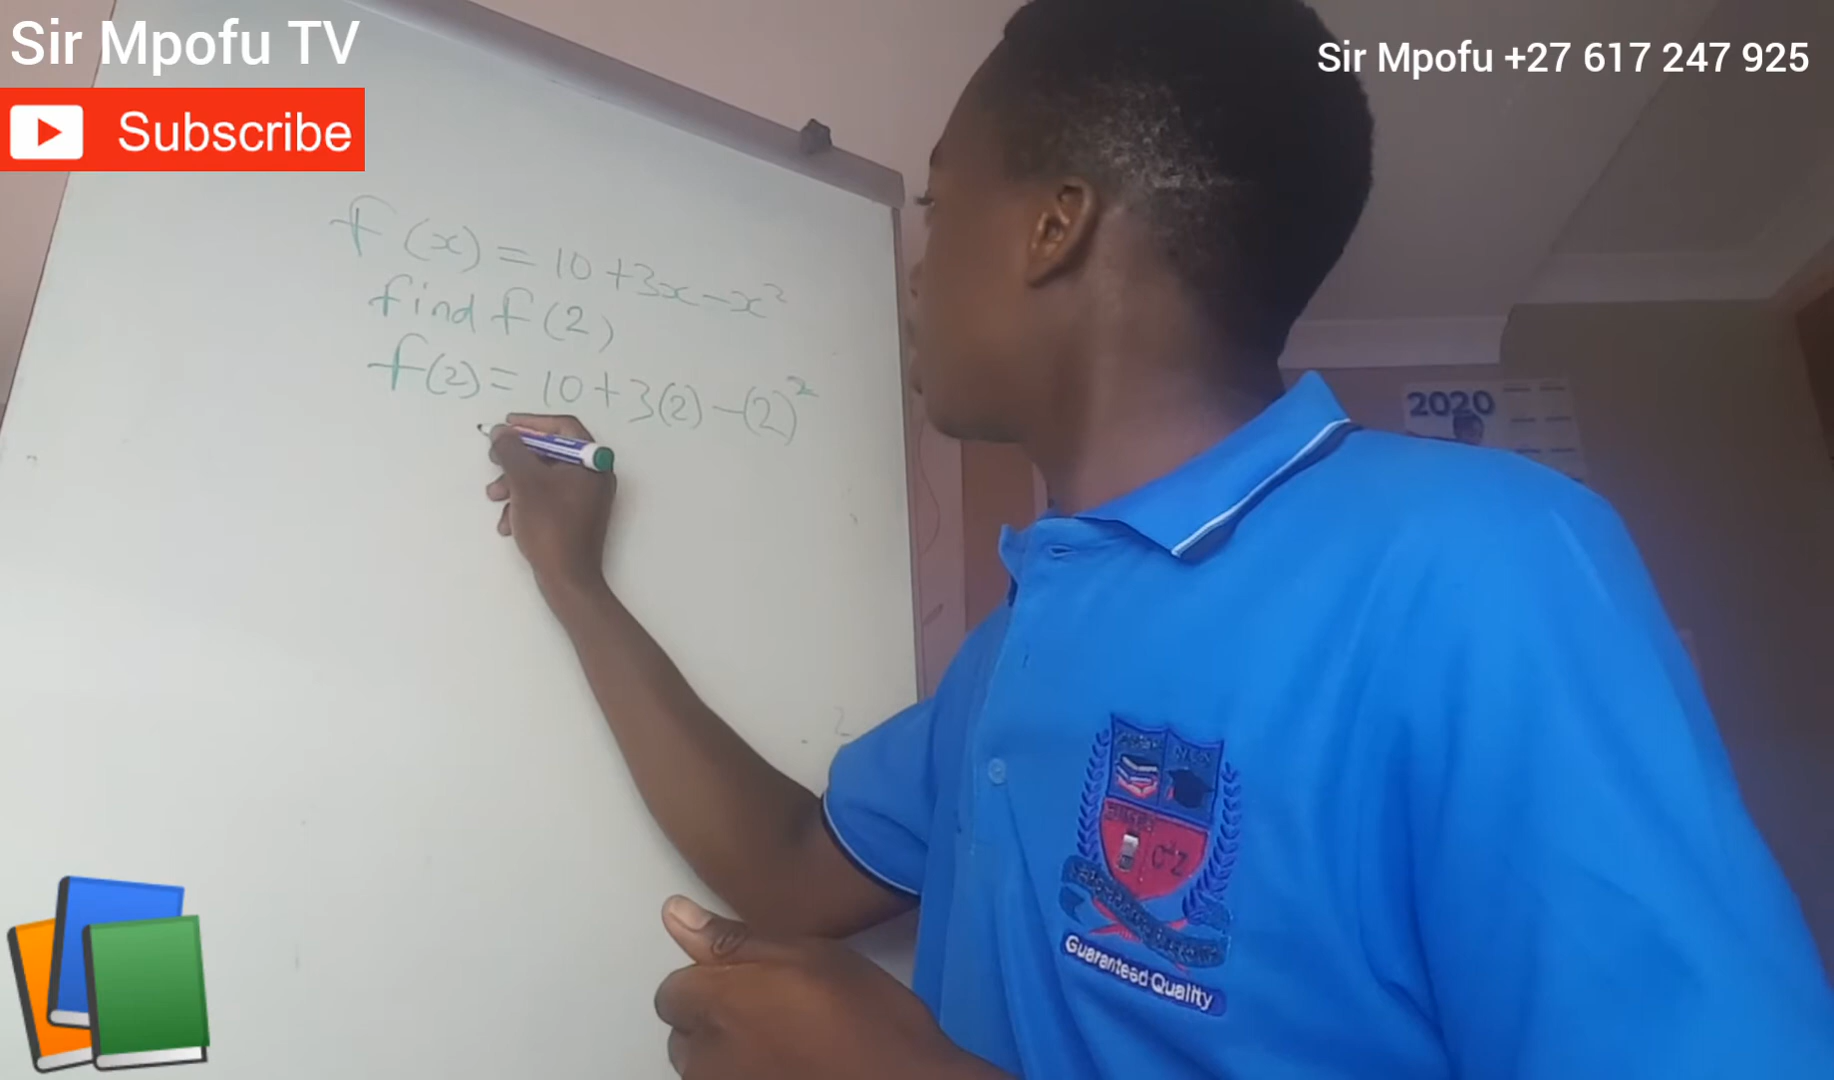 Sir Mpofu TV
Sir Mpofu +27 617 247 925
Subscribe
f(x) = 10+3x-x²
find f(2)
f(2) = 10+3(2)-(2)²
2020
Guaranteed Quality